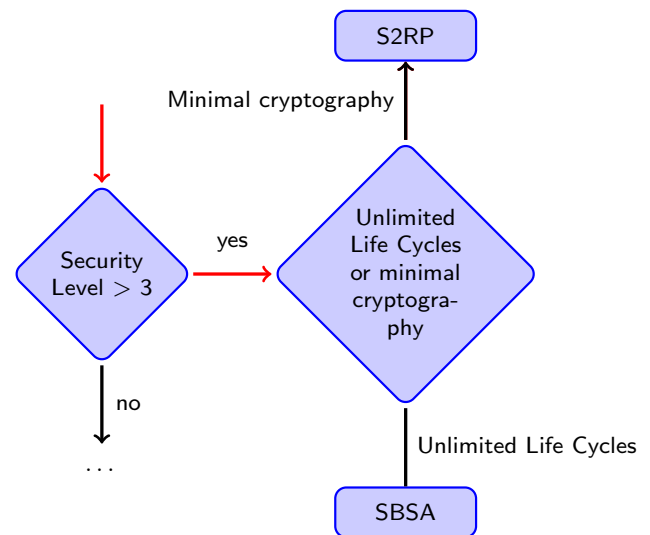 S2RP
Minimal cryptography
Unlimited
Life Cycles
or minimal
cryptogra-
phy
yes
Security
Level > 3
no
Unlimited Life Cycles
...
SBSA